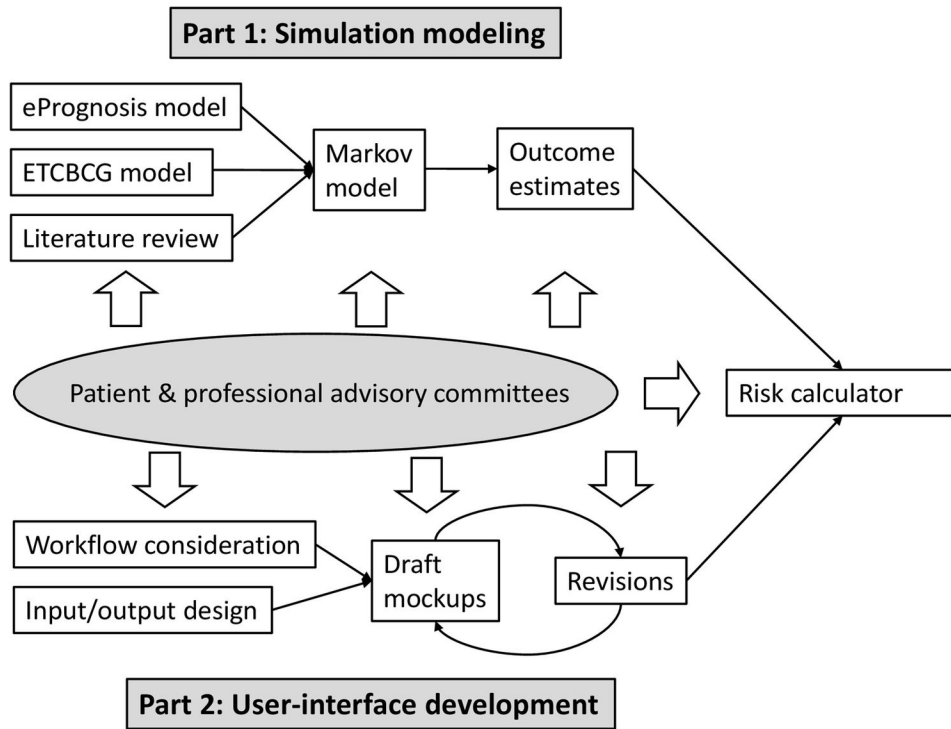 Part 1: Simulation modeling
ePrognosis model
ETCBCG model
Literature review
Markov
model
Outcome
estimates
Patient & professional advisory committees
Risk calculator
Workflow consideration
Input/output design
Draft
mockups
Revisions
Part 2: User-interface development